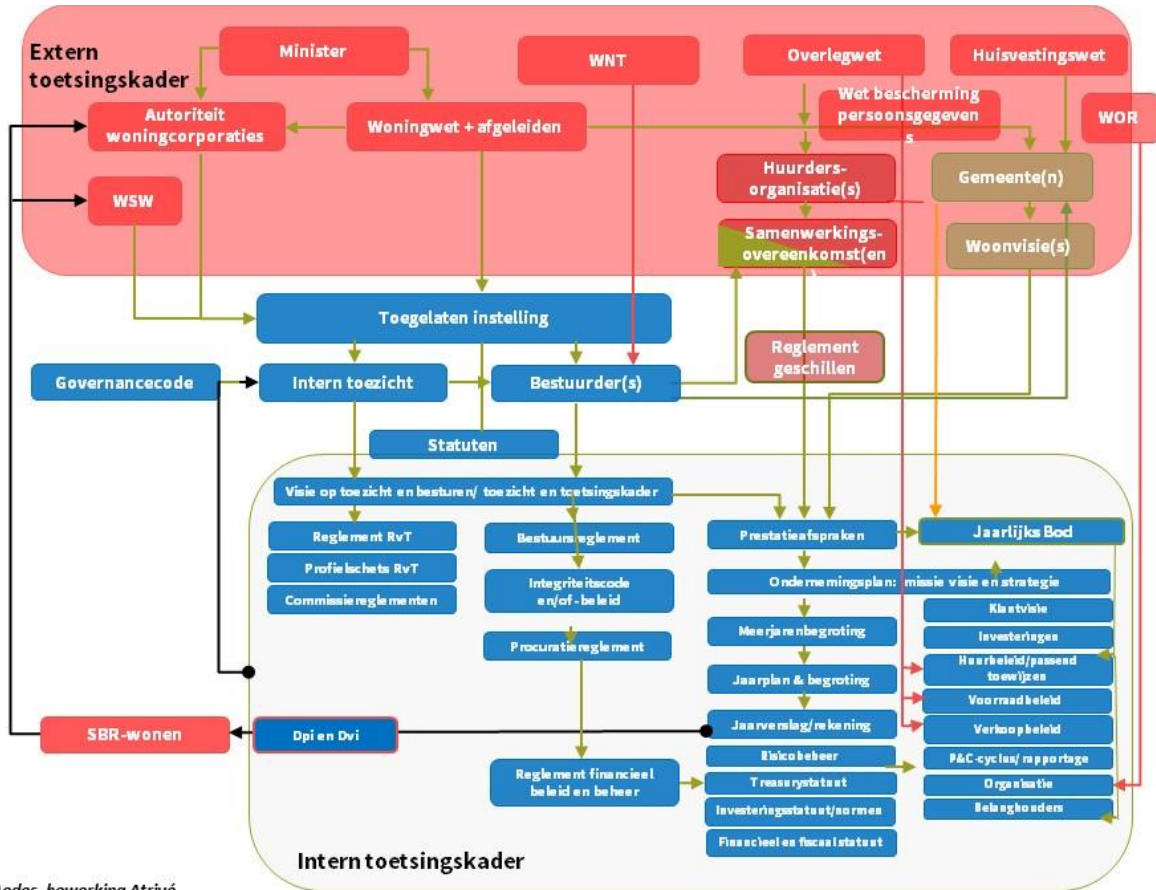 Extern
toetsingskader
Minister
WNT
Overlegwet
Huisvestingswet
Autoriteit
woningcorporaties
Woningwet + afgeleiden
Wet bescherming
persoonsgegeven
s
WOR
WSW
Huurders-
organisatie(s)
Gemeente(n)
Samenwerkings-
overeenkomst(en
)
Woonvisie(s)
Toegelaten instelling
Reglement
geschillen
Governancecode
Intern toezicht
Bestuurder(s)
Statuten
Visie op toezicht en besturen/ toezicht en toetsingskader
Reglement RvT
Profielschets RvT
Commissiereglementen
Bestuursreglement
Integriteitscode
en/of-beleid
Procuratiereglement
Reglement financieel
beleid en beheer
Prestatieafspraken
Jaarlijks Bod
Ondernemingsplan: missie visie en strategie
Meerjarenbegroting
Jaarplan & begroting
Jaarverslag/rekening
Risicobeheer
Treasurystatuut
Investeringsstatuut/normen
Financieel en fiscaal statuut
Klantvisie
Investeringen
Huurbeleid/passend
toewijzen
Voorraadbeleid
Verkoopbeleid
P&C-cyclus/ rapportage
Organisatie
Belanghouders
SBR-wonen
Dpi en Dvi
Intern toetsingskader
Aedes, bewerking Atrivé